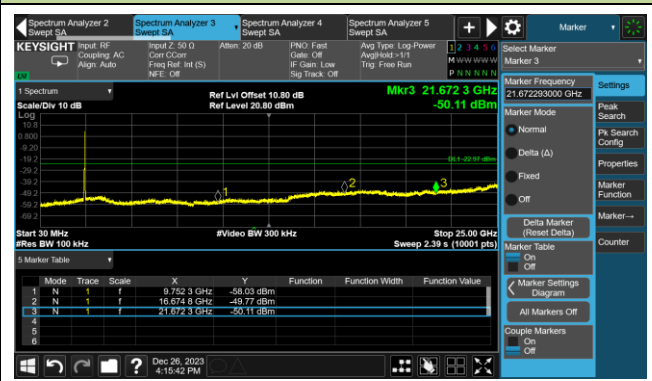 Spectrum Analyzer 2
Swept SA
Spectrum Analyzer 3
Swept SA
Spectrum Analyzer 4
Swept SA
Spectrum Analyzer 5
Swept SA
Marker
KEYSIGHT
Input: RF
Coupling: AC
Align: Auto
Input Z: 50 Ω
Corr CCorr
Freq Ref: Int (S)
NFE: Off
Atten: 20 dB
PNO: Fast
Gate: Off
IF Gain: Low
Sig Track: Off
Avg Type: Log-Power
Avg|Hold >1/1
Trig: Free Run
1 2 3 4 5 6
M W W W W W
P N N N N N
LXI
Select Marker
Marker 3
1 Spectrum
Scale/Div 10 dB
Ref Lvl Offset 10.80 dB
Ref Level 20.80 dBm
Mkr3 21.672 3 GHz
-50.11 dBm
Log
10.8
0.800
-9.20
-19.2
-29.2
-39.2
-49.2
-59.2
-69.2
DL1 -22.97 dBm
1
2
3
Start 30 MHz
#Res BW 100 kHz
#Video BW 300 kHz
Stop 25.00 GHz
Sweep 2.39 s (10001 pts)
5 Marker Table
Mode Trace Scale X Y Function Function Width Function Value
1 N 1 f 9.752 3 GHz -58.03 dBm
2 N 1 f 16.674 8 GHz -49.77 dBm
3 N 1 f 21.672 3 GHz -50.11 dBm
4
5
6
Dec 26, 2023
4:15:42 PM
Marker Frequency
21.672293000 GHz
Marker Mode
Normal
Delta (Δ)
Fixed
Off
Delta Marker
(Reset Delta)
Marker Table
On
Off
Marker Settings
Diagram
All Markers Off
Couple Markers
On
Off
Settings
Peak
Search
Pk Search
Config
Properties
Marker
Function
Marker→
Counter